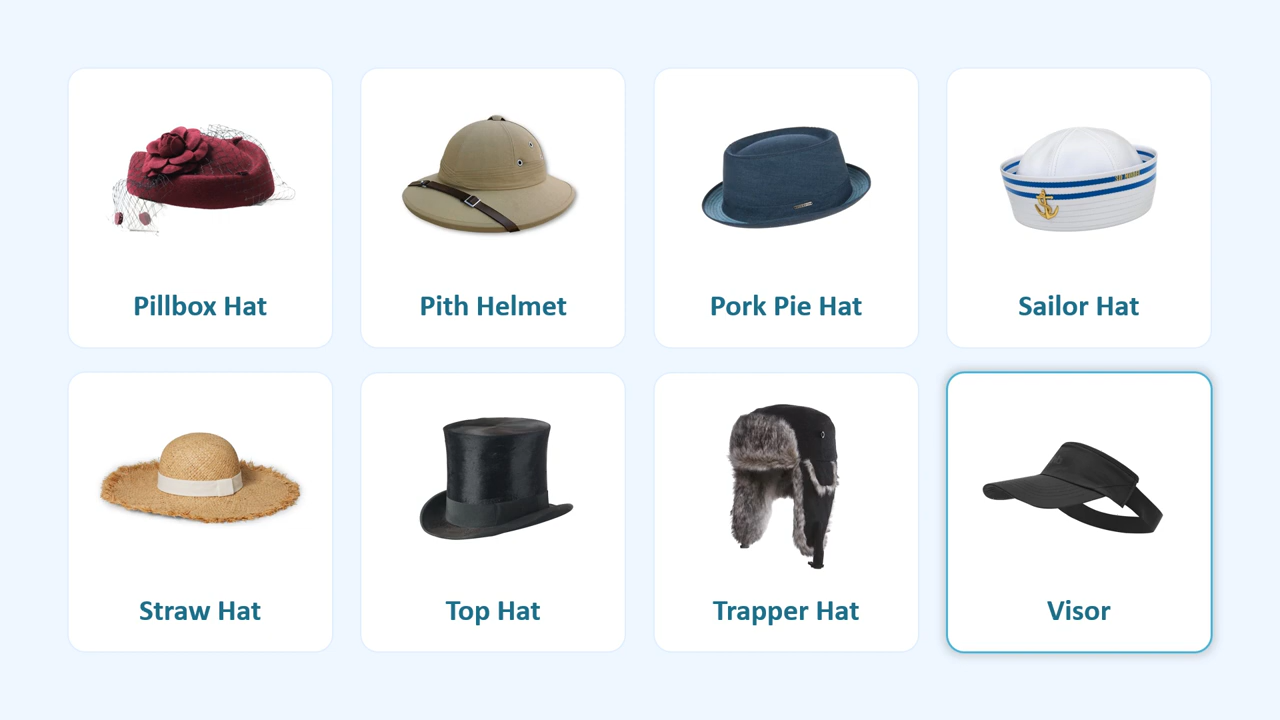 Pillbox Hat
Pith Helmet
Pork Pie Hat
Sailor Hat
Straw Hat
Top Hat
Trapper Hat
Visor